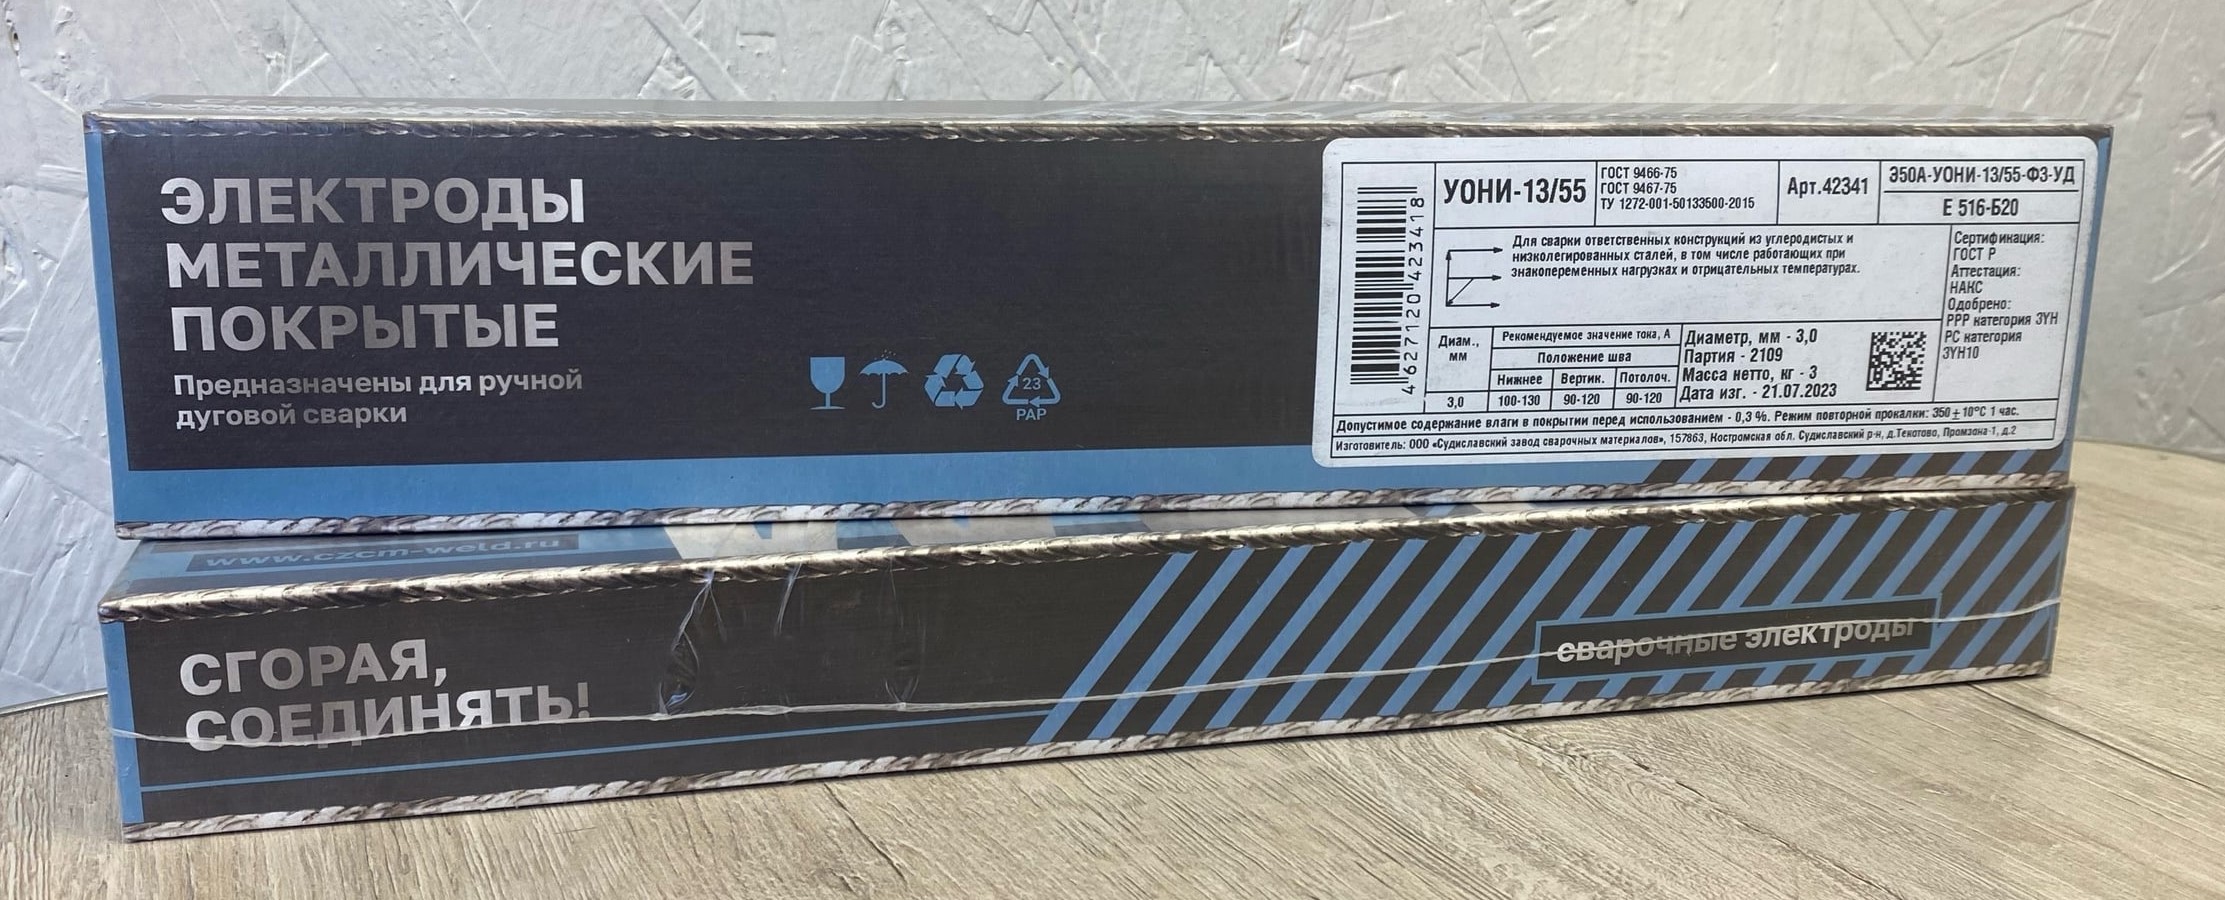 ЭЛЕКТРОДЫ
МЕТАЛЛИЧЕСКИЕ
ПОКРЫТЫЕ
Предназначены для ручной
дуговой сварки
23
PAP
4627120423418
УОНИ-13/55
ГОСТ 9466-75
ГОСТ 9467-75
ТУ 1272-001-50133500-2015
Арт.42341
Э50А-УОНИ-13/55-Ф3-УД
Е 516-Б20
Для сварки ответственных конструкций из углеродистых и
низколегированных сталей, в том числе работающих при
знакопеременных нагрузках и отрицательных температурах.
Сертификация:
ГОСТ Р
Аттестация:
НАКС
Одобрено:
РРР категория 3YH
РС категория
3YH10
Диам.,
мм
Рекомендуемое значение тока, А
Положение шва
Нижнее Вертик. Потолоч.
3,0 100-130 90-120 90-120
Диаметр, мм - 3,0
Партия - 2109
Масса нетто, кг - 3
Дата изг. - 21.07.2023
Допустимое содержание влаги в покрытии перед использованием - 0,3 %. Режим повторной прокалки: 350±10°С 1 час.
Изготовитель: ООО «Судиславский завод сварочных материалов», 157863, Костромская обл. Судиславский р-н, д.Текотово, Промзона-1, д.2
www.czcm-weld.ru
СГОРАЯ,
СОЕДИНЯТЬ!
сварочные электроды